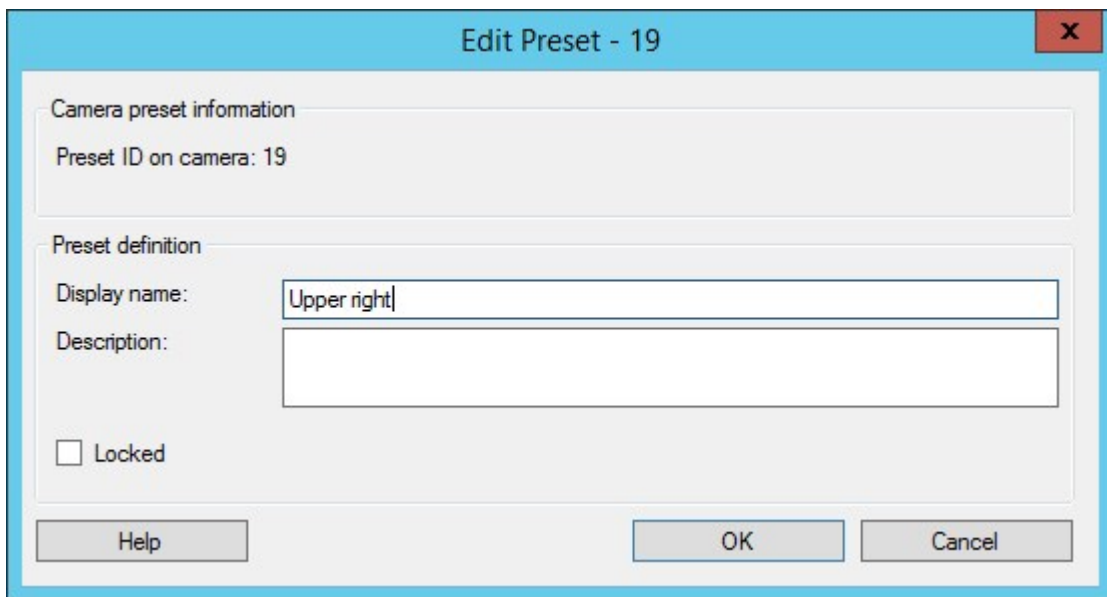 Edit Preset - 19
x
Camera preset information
Preset ID on camera: 19
Preset definition
Display name: Upper right
Description:
Locked
Help OK Cancel